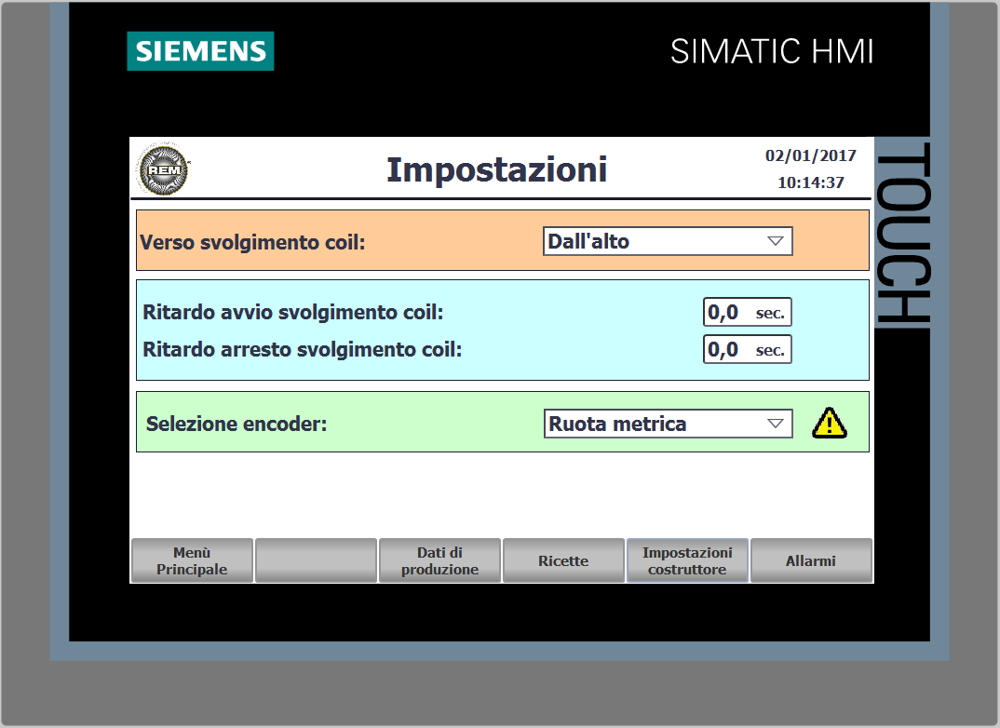 SIEMENS
SIMATIC HMI
TOUCH
REM
Impostazioni
02/01/2017
10:14:37
Verso svolgimento coil:
Dall'alto
Ritardo avvio svolgimento coil:
0,0 sec.
Ritardo arresto svolgimento coil:
0,0 sec.
Selezione encoder:
Ruota metrica
Menù
Principale
Dati di
produzione
Ricette
Impostazioni
costruttore
Allarmi